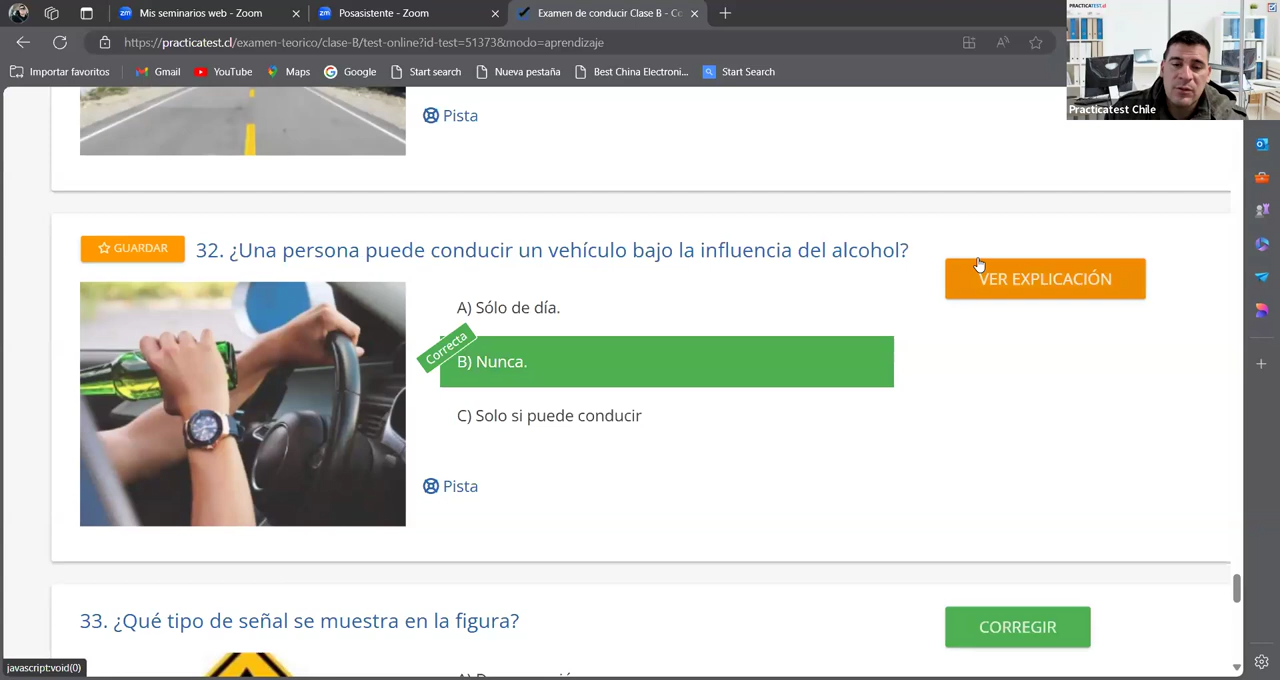 Mis seminarios web - Zoom
Posasistente - Zoom
Examen de conducir Clase B - Co
PRACTICATEST.cl
https://practicatest.cl/examen-teorico/clase-B/test-online?id-test=51373&modo=aprendizaje
Importar favoritos
Gmail
YouTube
Maps
Google
Start search
Nueva pestaña
Best China Electroni...
Start Search
Practicatest Chile
Pista
GUARDAR
32. ¿Una persona puede conducir un vehículo bajo la influencia del alcohol?
VER EXPLICACIÓN
A) Sólo de día.
Correcta
B) Nunca.
C) Solo si puede conducir
Pista
33. ¿Qué tipo de señal se muestra en la figura?
CORREGIR
javascript:void(0)